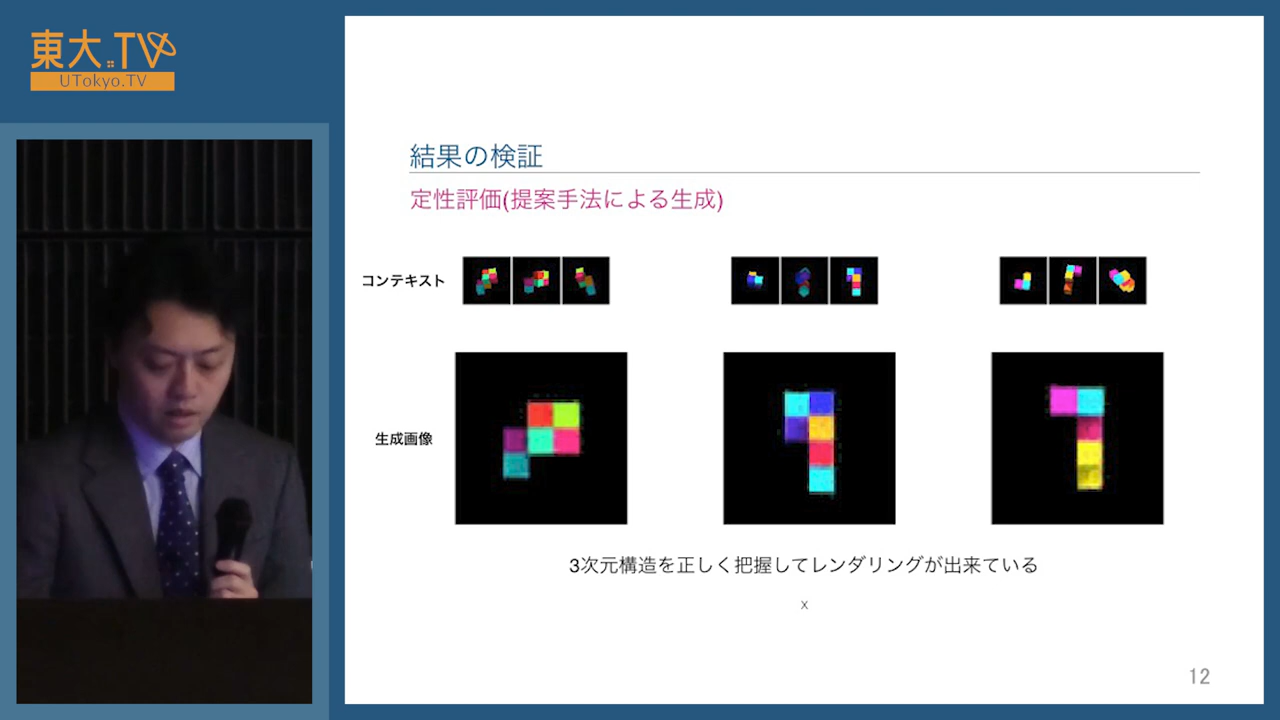 東大.TV
UTokyo.TV
結果の検証
定性評価(提案手法による生成)
コンテキスト
生成画像
3次元構造を正しく把握してレンダリングが出来ている
x
12